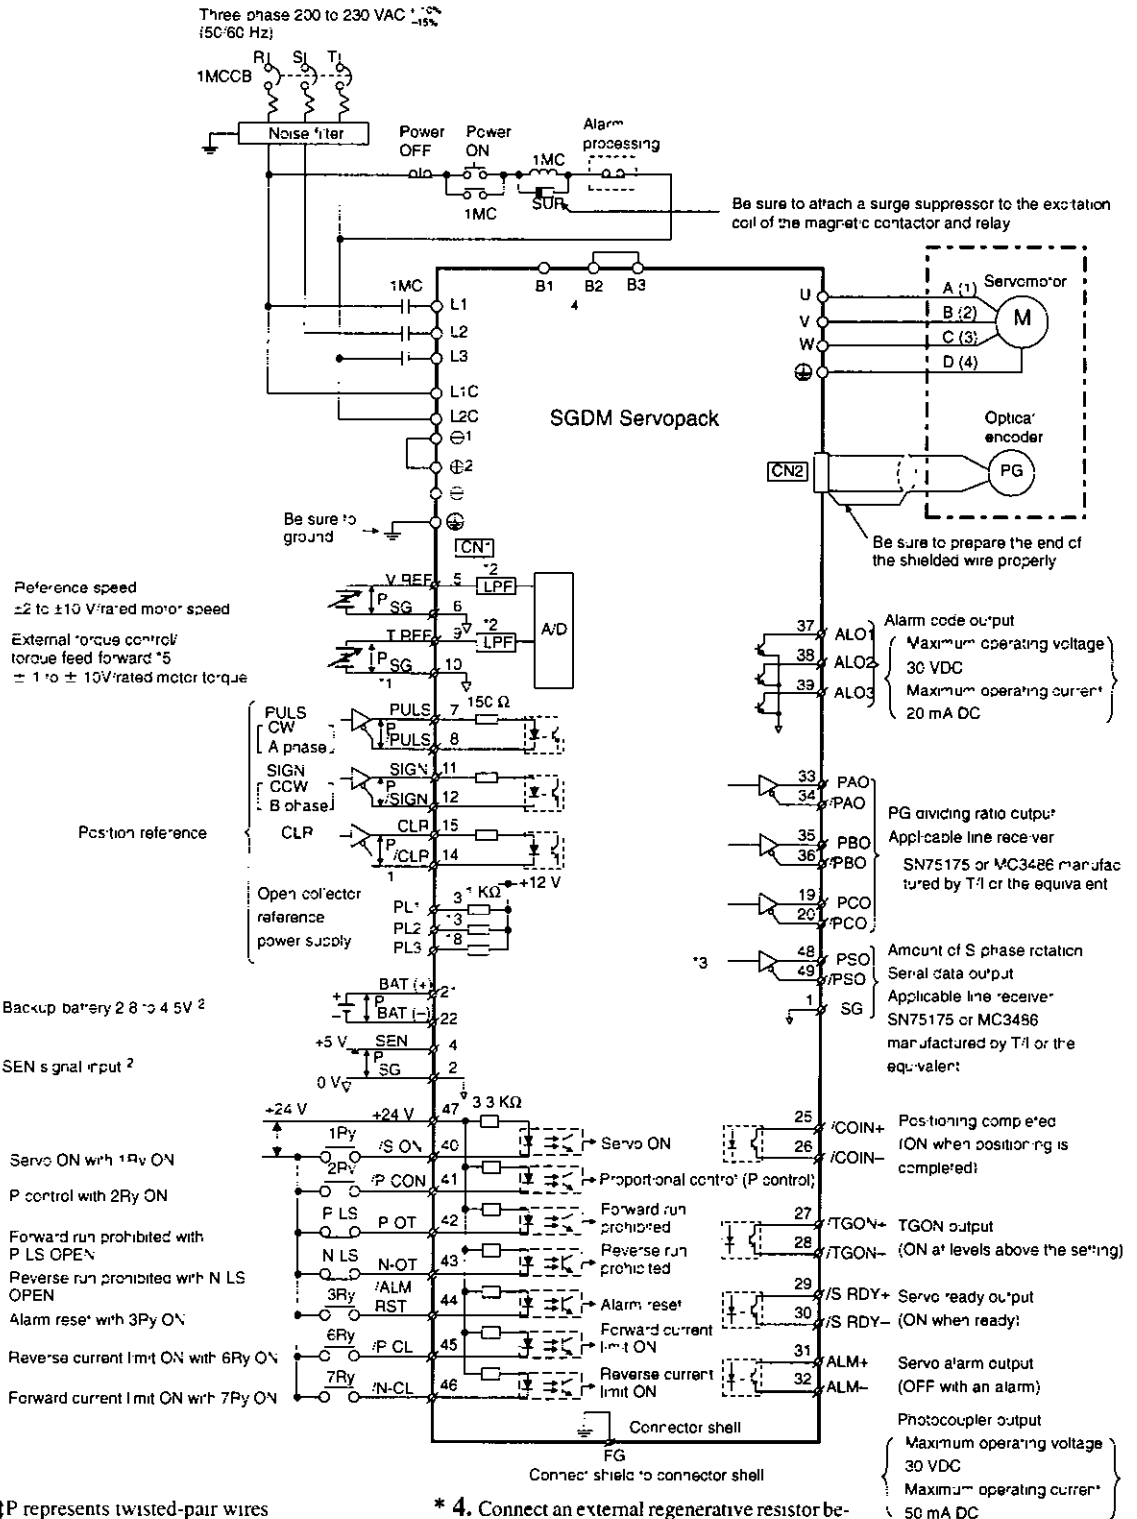 Three phase 200 to 230 VAC +10% −15%
(50/60 Hz)
R S T
1MCCB
Noise filter
Power OFF
Power ON
1MC
1MC
SUP
Alarm processing
Be sure to attach a surge suppressor to the excitation
coil of the magnetic contactor and relay
B1 B2 B3
4
1MC
L1
L2
L3
L1C
L2C
⊖1
⊕2
⊖
Be sure to
ground
SGDM Servopack
U
V
W
A (1)
B (2)
C (3)
D (4)
Servomotor
M
Optical
encoder
PG
CN2
Be sure to prepare the end of
the shielded wire properly
CN1
Reference speed
±2 to ±10 V/rated motor speed
V REF 5 *2 LPF
P SG 6
External torque control/
torque feed forward *5
± 1 to ± 10V/rated motor torque
T REF 9 *2 LPF
P SG 10
*1
A/D
Position reference
PULS
CW
A phase
PULS 7 150 Ω
P /PULS 8
SIGN
CCW
B phase
SIGN 11
P /SIGN 12
CLR
CLR 15
P /CLR 14
1
Open collector
reference
power supply
+12 V
PL1 3 1 KΩ
PL2 13
PL3 18
Backup battery 2 8 to 4 5V 2
+ BAT (+) 21
P
− BAT (−) 22
SEN signal input 2
+5 V SEN 4
P
0 V SG 2
+24 V +24 V 47 3 3 KΩ
Servo ON with 1Ry ON
1Ry /S ON 40 Servo ON
P control with 2Ry ON
2Ry /P CON 41 Proportional control (P control)
Forward run prohibited with
P LS OPEN
P LS P OT 42 Forward run
prohibited
Reverse run prohibited with N LS
OPEN
N LS N-OT 43 Reverse run
prohibited
Alarm reset with 3Ry ON
3Ry /ALM RST 44 Alarm reset
Reverse current limit ON with 6Ry ON
6Ry /P CL 45 Forward current
limit ON
Forward current limit ON with 7Ry ON
7Ry /N-CL 46 Reverse current
limit ON
37 ALO1
38 ALO2
39 ALO3
Alarm code output
Maximum operating voltage
30 VDC
Maximum operating current
20 mA DC
33 PAO
34 /PAO
35 PBO
36 /PBO
19 PCO
20 /PCO
PG dividing ratio output
Applicable line receiver
SN75175 or MC3486 manufac
tured by T/I or the equivalent
*3
48 PSO
49 /PSO
1 SG
Amount of S phase rotation
Serial data output
Applicable line receiver
SN75175 or MC3486
manufactured by T/I or the
equivalent
25 /COIN+
26 /COIN−
Positioning completed
(ON when positioning is
completed)
27 /TGON+
28 /TGON−
TGON output
(ON at levels above the setting)
29 /S RDY+
30 /S RDY−
Servo ready output
(ON when ready)
31 ALM+
32 ALM−
Servo alarm output
(OFF with an alarm)
Photocoupler output
Maximum operating voltage
30 VDC
Maximum operating current
50 mA DC
Connector shell
FG
Connect shield to connector shell
P represents twisted-pair wires
* 4. Connect an external regenerative resistor be-